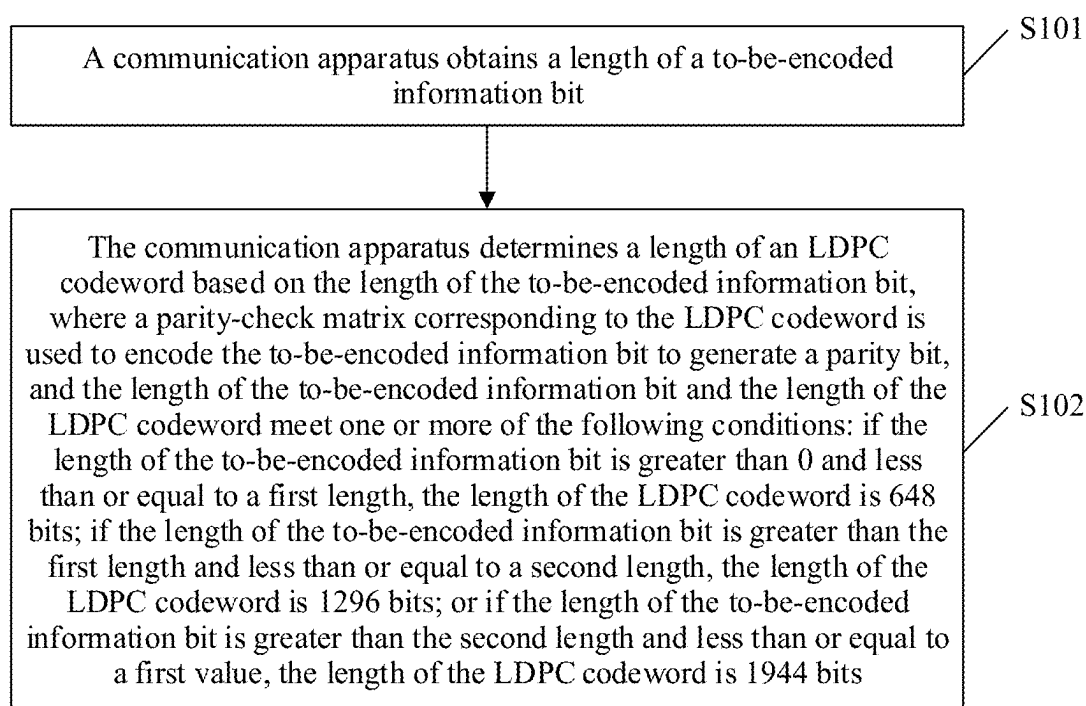 S101
A communication apparatus obtains a length of a to-be-encoded
information bit
The communication apparatus determines a length of an LDPC
codeword based on the length of the to-be-encoded information bit,
where a parity-check matrix corresponding to the LDPC codeword is
used to encode the to-be-encoded information bit to generate a parity bit,
and the length of the to-be-encoded information bit and the length of the
LDPC codeword meet one or more of the following conditions: if the
length of the to-be-encoded information bit is greater than 0 and less
than or equal to a first length, the length of the LDPC codeword is 648
bits; if the length of the to-be-encoded information bit is greater than the
first length and less than or equal to a second length, the length of the
LDPC codeword is 1296 bits; or if the length of the to-be-encoded
information bit is greater than the second length and less than or equal to
a first value, the length of the LDPC codeword is 1944 bits
S102